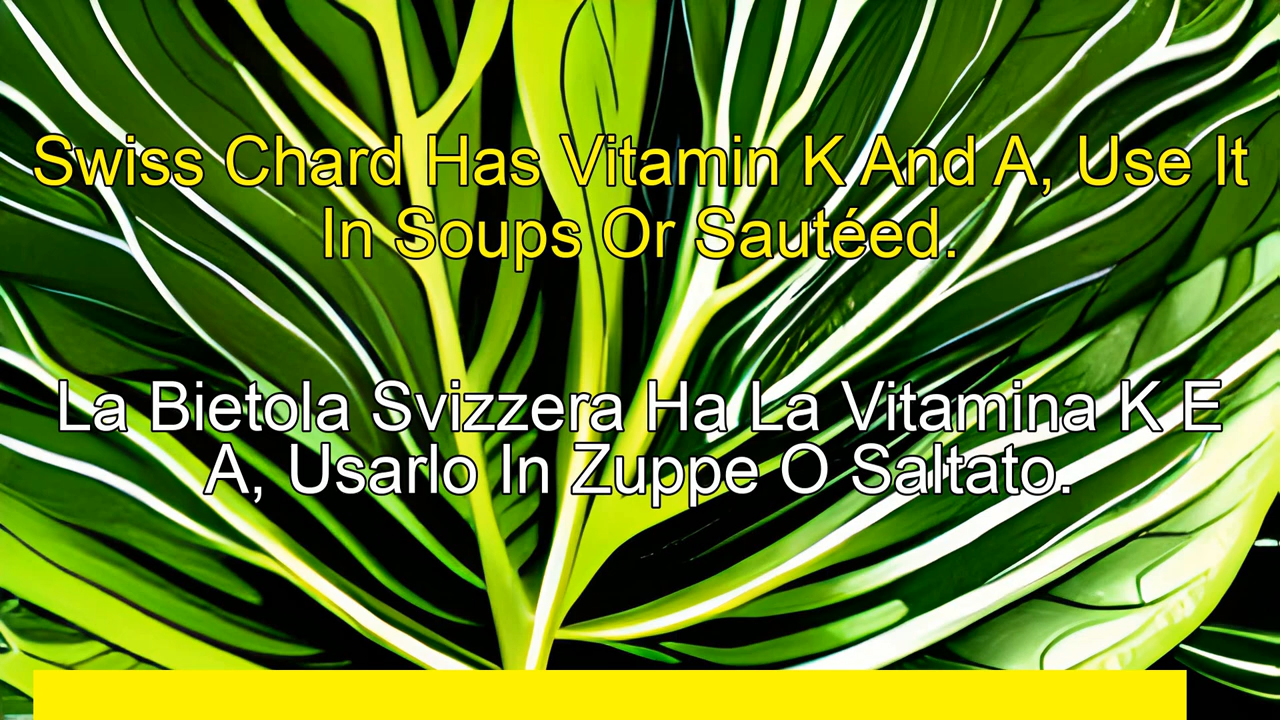 Swiss Chard Has Vitamin K And A, Use It
In Soups Or Sautéed.
La Bietola Svizzera Ha La Vitamina K E
A, Usarlo In Zuppe O Saltato.